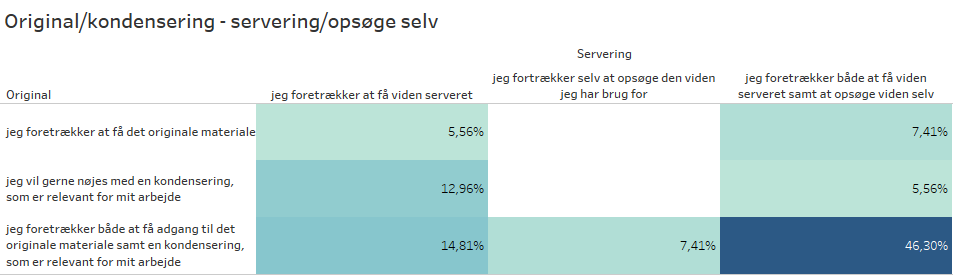 Original/kondensering - servering/opsøge selv
Servering
Original
jeg foretrækker at få viden serveret
jeg fortrækker selv at opsøge den viden
jeg har brug for
jeg foretrækker både at få viden
serveret samt at opsøge viden selv
jeg foretrækker at få det originale materiale
5,56%
7,41%
jeg vil gerne nøjes med en kondensering,
som er relevant for mit arbejde
12,96%
5,56%
jeg foretrækker både at få adgang til det
originale materiale samt en kondensering,
som er relevant for mit arbejde
14,81%
7,41%
46,30%